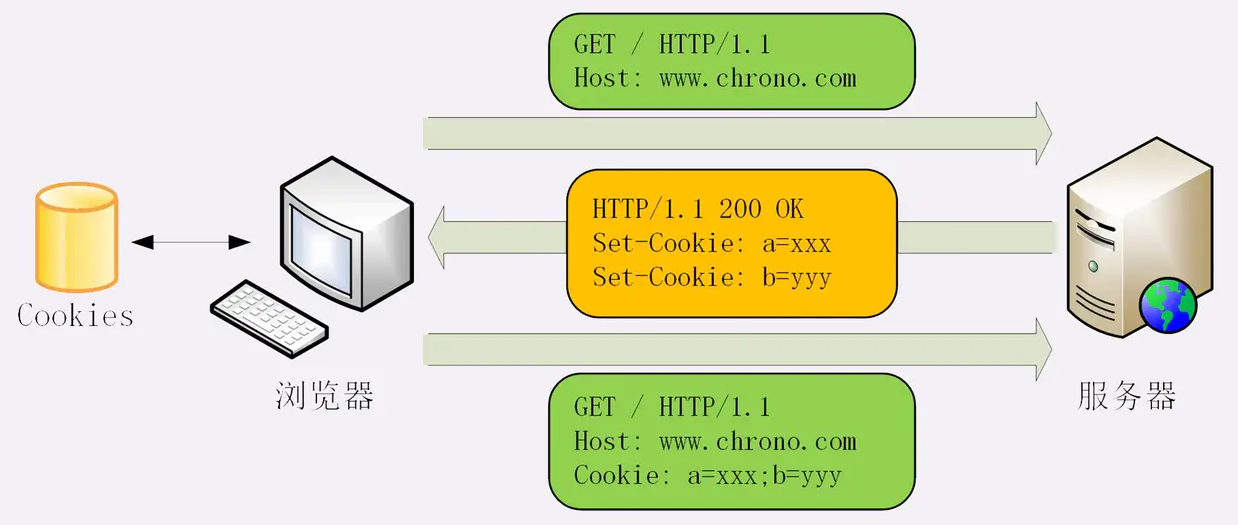 GET / HTTP/1.1
Host: www.chrono.com
HTTP/1.1 200 OK
Set-Cookie: a=xxx
Set-Cookie: b=yyy
Cookies
浏览器
服务器
GET / HTTP/1.1
Host: www.chrono.com
Cookie: a=xxx;b=yyy